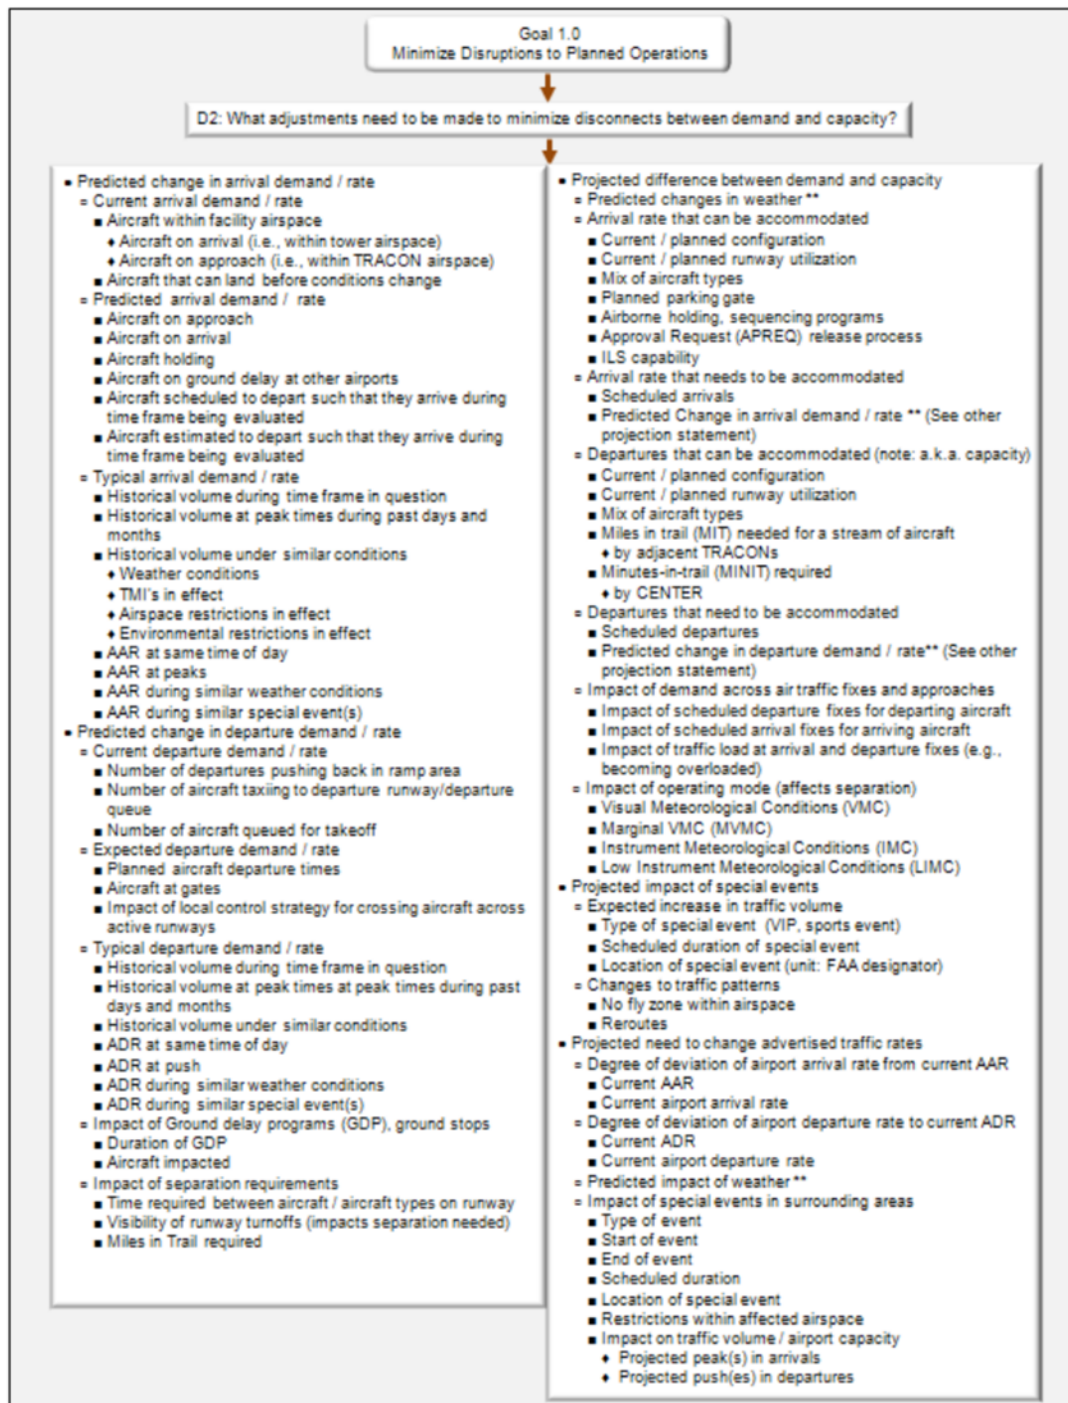 Goal 1.0
Minimize Disruptions to Planned Operations
D2: What adjustments need to be made to minimize disconnects between demand and capacity?
• Predicted change in arrival demand / rate
▫ Current arrival demand / rate
■ Aircraft within facility airspace
♦ Aircraft on arrival (i.e., within tower airspace)
♦ Aircraft on approach (i.e., within TRACON airspace)
■ Aircraft that can land before conditions change
▫ Predicted arrival demand / rate
■ Aircraft on approach
■ Aircraft on arrival
■ Aircraft holding
■ Aircraft on ground delay at other airports
■ Aircraft scheduled to depart such that they arrive during
time frame being evaluated
■ Aircraft estimated to depart such that they arrive during
time frame being evaluated
▫ Typical arrival demand / rate
■ Historical volume during time frame in question
■ Historical volume at peak times during past days and
months
■ Historical volume under similar conditions
♦ Weather conditions
♦ TMI's in effect
♦ Airspace restrictions in effect
♦ Environmental restrictions in effect
■ AAR at same time of day
■ AAR at peaks
■ AAR during similar weather conditions
■ AAR during similar special event(s)
• Predicted change in departure demand / rate
▫ Current departure demand / rate
■ Number of departures pushing back in ramp area
■ Number of aircraft taxiing to departure runway/departure
queue
■ Number of aircraft queued for takeoff
▫ Expected departure demand / rate
■ Planned aircraft departure times
■ Aircraft at gates
■ Impact of local control strategy for crossing aircraft across
active runways
▫ Typical departure demand / rate
■ Historical volume during time frame in question
■ Historical volume at peak times at peak times during past
days and months
■ Historical volume under similar conditions
■ ADR at same time of day
■ ADR at push
■ ADR during similar weather conditions
■ ADR during similar special event(s)
▫ Impact of Ground delay programs (GDP), ground stops
■ Duration of GDP
■ Aircraft impacted
▫ Impact of separation requirements
■ Time required between aircraft / aircraft types on runway
■ Visibility of runway turnoffs (impacts separation needed)
■ Miles in Trail required
• Projected difference between demand and capacity
▫ Predicted changes in weather **
▫ Arrival rate that can be accommodated
■ Current / planned configuration
■ Current / planned runway utilization
■ Mix of aircraft types
■ Planned parking gate
■ Airborne holding, sequencing programs
■ Approval Request (APREQ) release process
■ ILS capability
▫ Arrival rate that needs to be accommodated
■ Scheduled arrivals
■ Predicted Change in arrival demand / rate ** (See other
projection statement)
▫ Departures that can be accommodated (note: a.k.a. capacity)
■ Current / planned configuration
■ Current / planned runway utilization
■ Mix of aircraft types
■ Miles in trail (MIT) needed for a stream of aircraft
♦ by adjacent TRACONs
■ Minutes-in-trail (MINIT) required
♦ by CENTER
▫ Departures that need to be accommodated
■ Scheduled departures
■ Predicted change in departure demand / rate** (See other
projection statement)
▫ Impact of demand across air traffic fixes and approaches
■ Impact of scheduled departure fixes for departing aircraft
■ Impact of scheduled arrival fixes for arriving aircraft
■ Impact of traffic load at arrival and departure fixes (e.g.,
becoming overloaded)
▫ Impact of operating mode (affects separation)
■ Visual Meteorological Conditions (VMC)
■ Marginal VMC (MVMC)
■ Instrument Meteorological Conditions (IMC)
■ Low Instrument Meteorological Conditions (LIMC)
• Projected impact of special events
▫ Expected increase in traffic volume
■ Type of special event (VIP, sports event)
■ Scheduled duration of special event
■ Location of special event (unit: FAA designator)
▫ Changes to traffic patterns
■ No fly zone within airspace
■ Reroutes
• Projected need to change advertised traffic rates
▫ Degree of deviation of airport arrival rate from current AAR
■ Current AAR
■ Current airport arrival rate
▫ Degree of deviation of airport departure rate to current ADR
■ Current ADR
■ Current airport departure rate
▫ Predicted impact of weather **
▫ Impact of special events in surrounding areas
■ Type of event
■ Start of event
■ End of event
■ Scheduled duration
■ Location of special event
■ Restrictions within affected airspace
■ Impact on traffic volume / airport capacity
♦ Projected peak(s) in arrivals
♦ Projected push(es) in departures